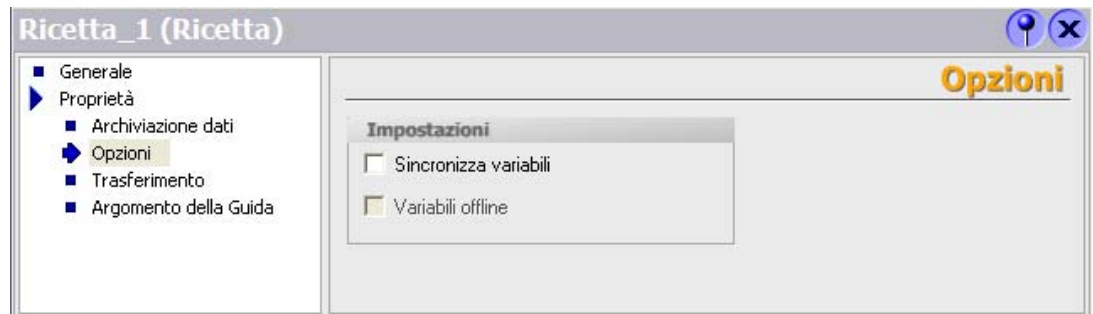 Ricetta_1 (Ricetta)
Generale
Proprietà
Archiviazione dati
Opzioni
Trasferimento
Argomento della Guida
Opzioni
Impostazioni
Sincronizza variabili
Variabili offline